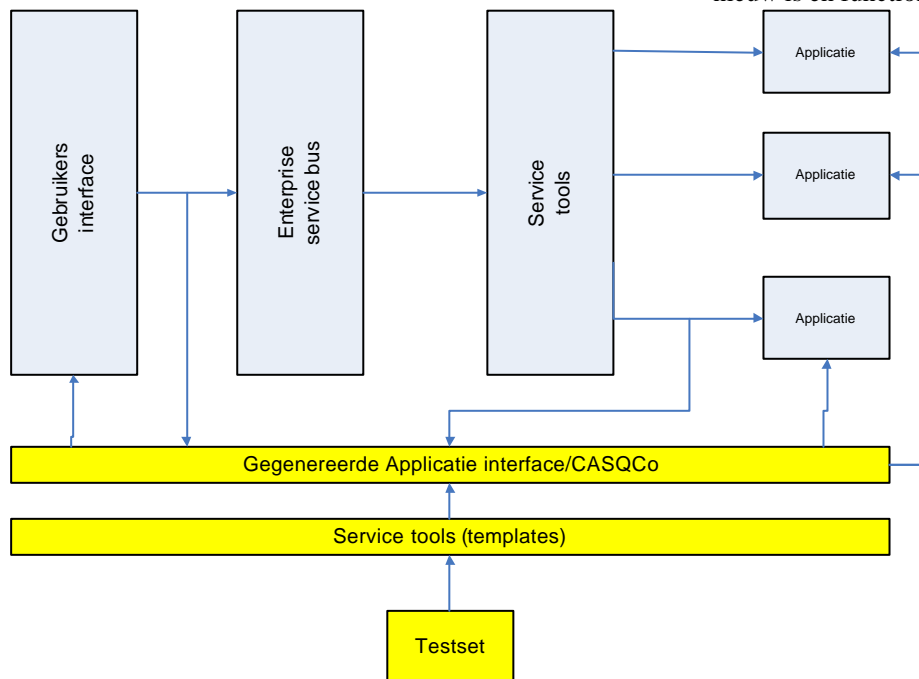 Gebruikers
interface
Enterprise
service bus
Service
tools
Applicatie
Applicatie
Applicatie
Gegenereerde Applicatie interface/CASQCo
Service tools (templates)
Testset